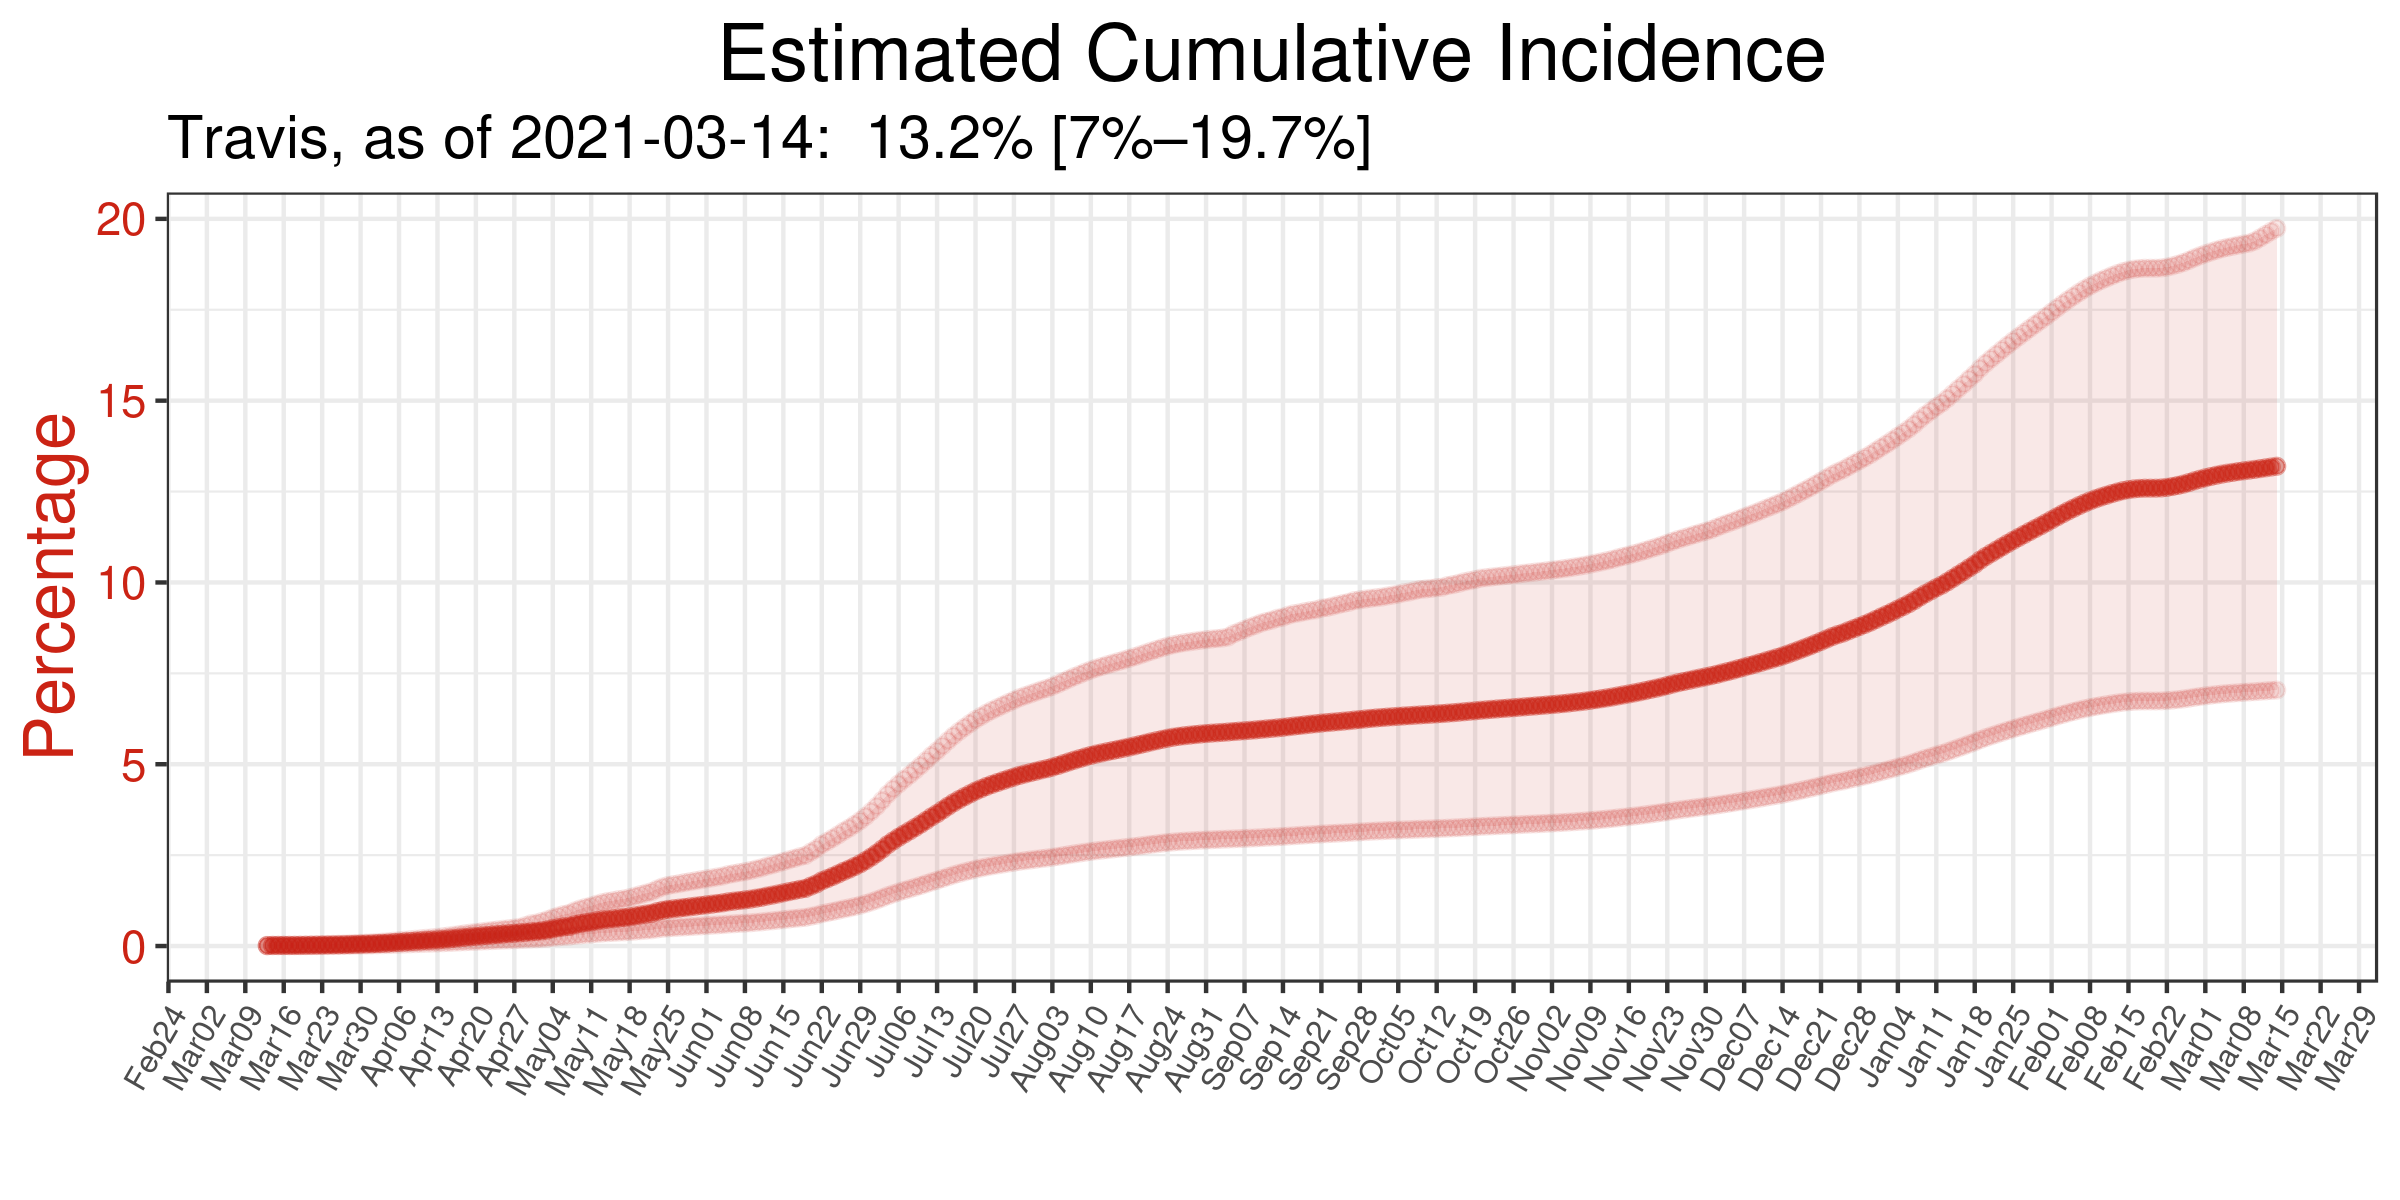 Estimated Cumulative Incidence
Travis, as of 2021-03-14:  13.2% [7%–19.7%]
Percentage
20
15
10
5
0
Feb24
Mar02
Mar09
Mar16
Mar23
Mar30
Apr06
Apr13
Apr20
Apr27
May04
May11
May18
May25
Jun01
Jun08
Jun15
Jun22
Jun29
Jul06
Jul13
Jul20
Jul27
Aug03
Aug10
Aug17
Aug24
Aug31
Sep07
Sep14
Sep21
Sep28
Oct05
Oct12
Oct19
Oct26
Nov02
Nov09
Nov16
Nov23
Nov30
Dec07
Dec14
Dec21
Dec28
Jan04
Jan11
Jan18
Jan25
Feb01
Feb08
Feb15
Feb22
Mar01
Mar08
Mar15
Mar22
Mar29